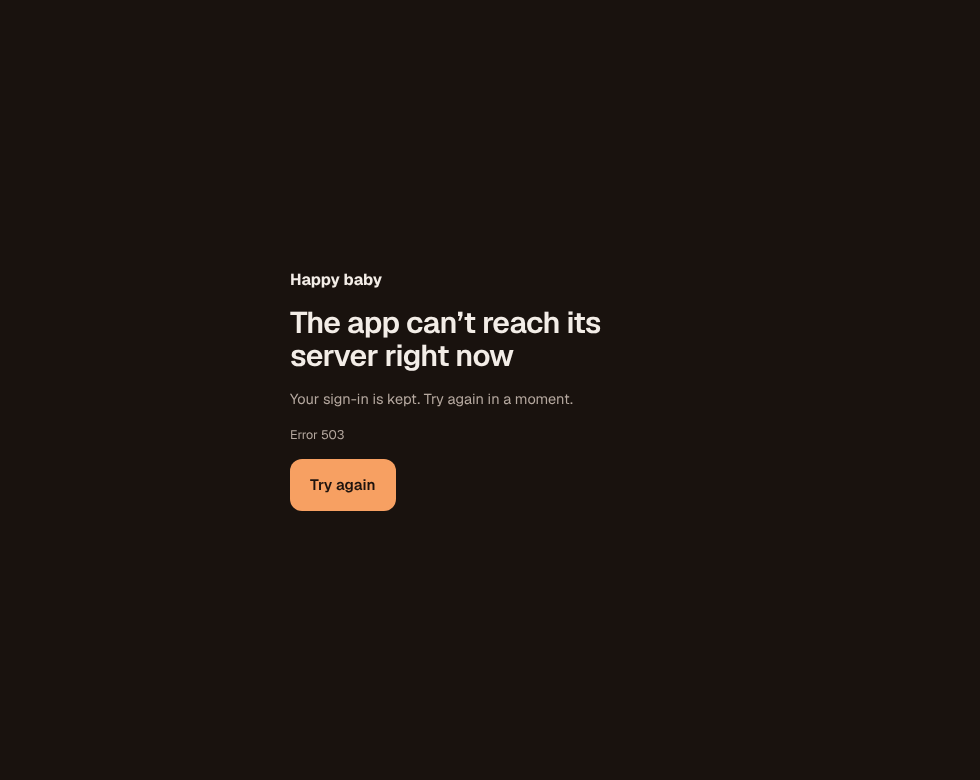 Happy baby
The app can’t reach its
server right now
Your sign-in is kept. Try again in a moment.
Error 503
Try again